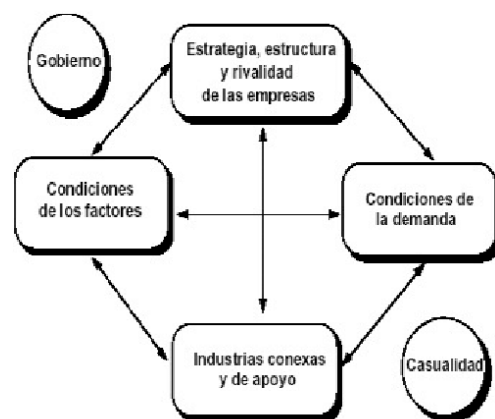 Gobierno
Estrategia, estructura
y rivalidad
de las empresas
Condiciones
de los factores
Condiciones de
la demanda
Industrias conexas
y de apoyo
Casualidad